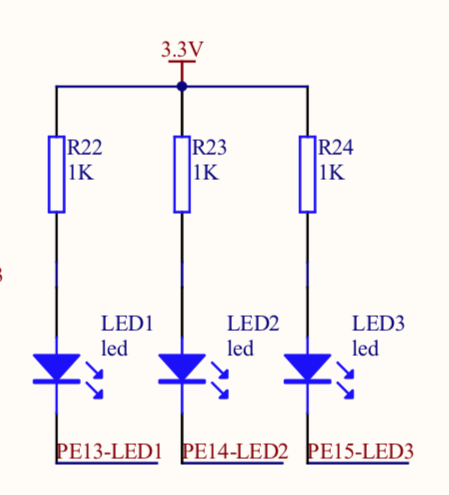 3.3V
R22
1K
R23
1K
R24
1K
LED1
led
LED2
led
LED3
led
PE13-LED1
PE14-LED2
PE15-LED3